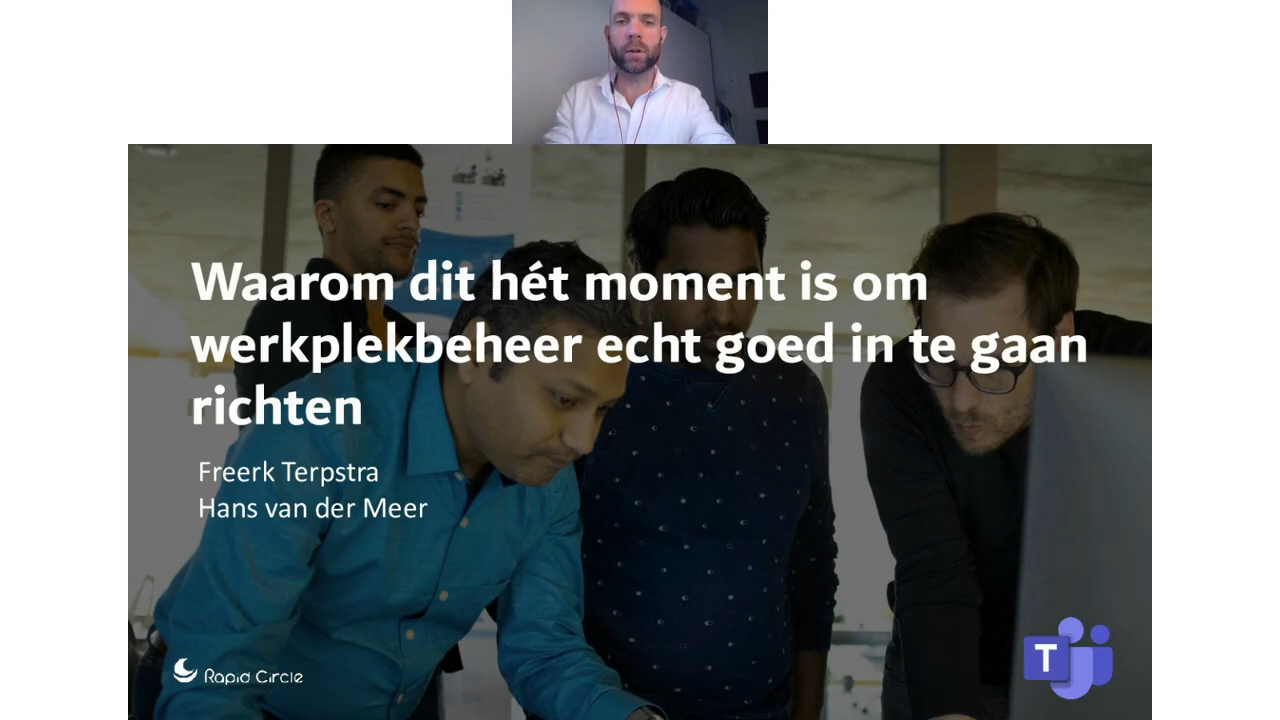 Waarom dit hét moment is om
werkplekbeheer echt goed in te gaan
richten
Freerk Terpstra
Hans van der Meer
Rapid Circle
T